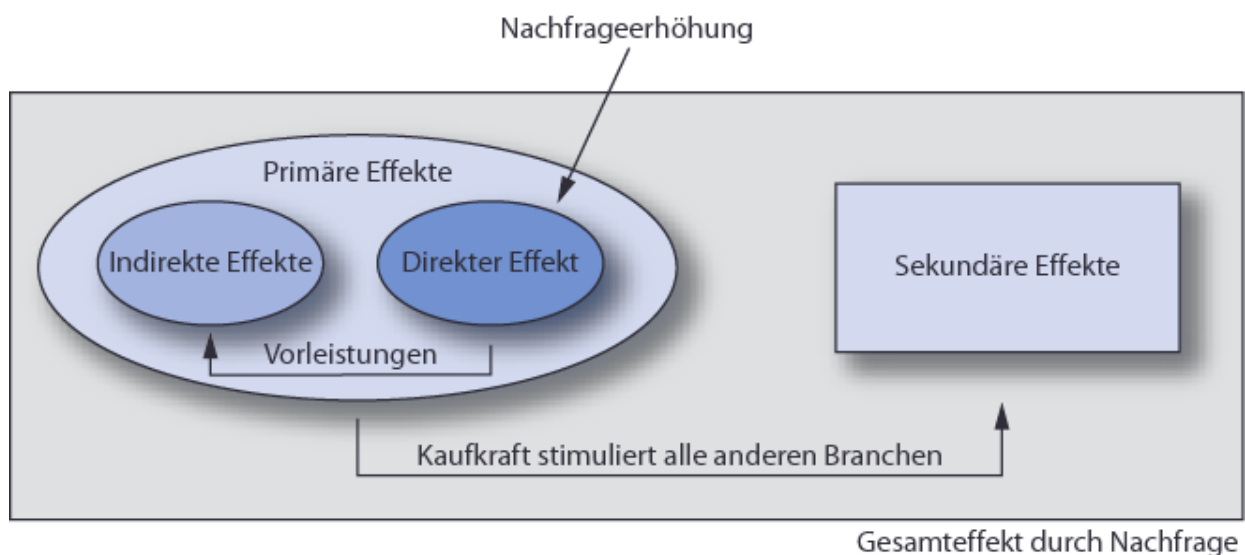 Nachfrageerhöhung
Primäre Effekte
Indirekte Effekte
Direkter Effekt
Sekundäre Effekte
Vorleistungen
Kaufkraft stimuliert alle anderen Branchen
Gesamteffekt durch Nachfrage